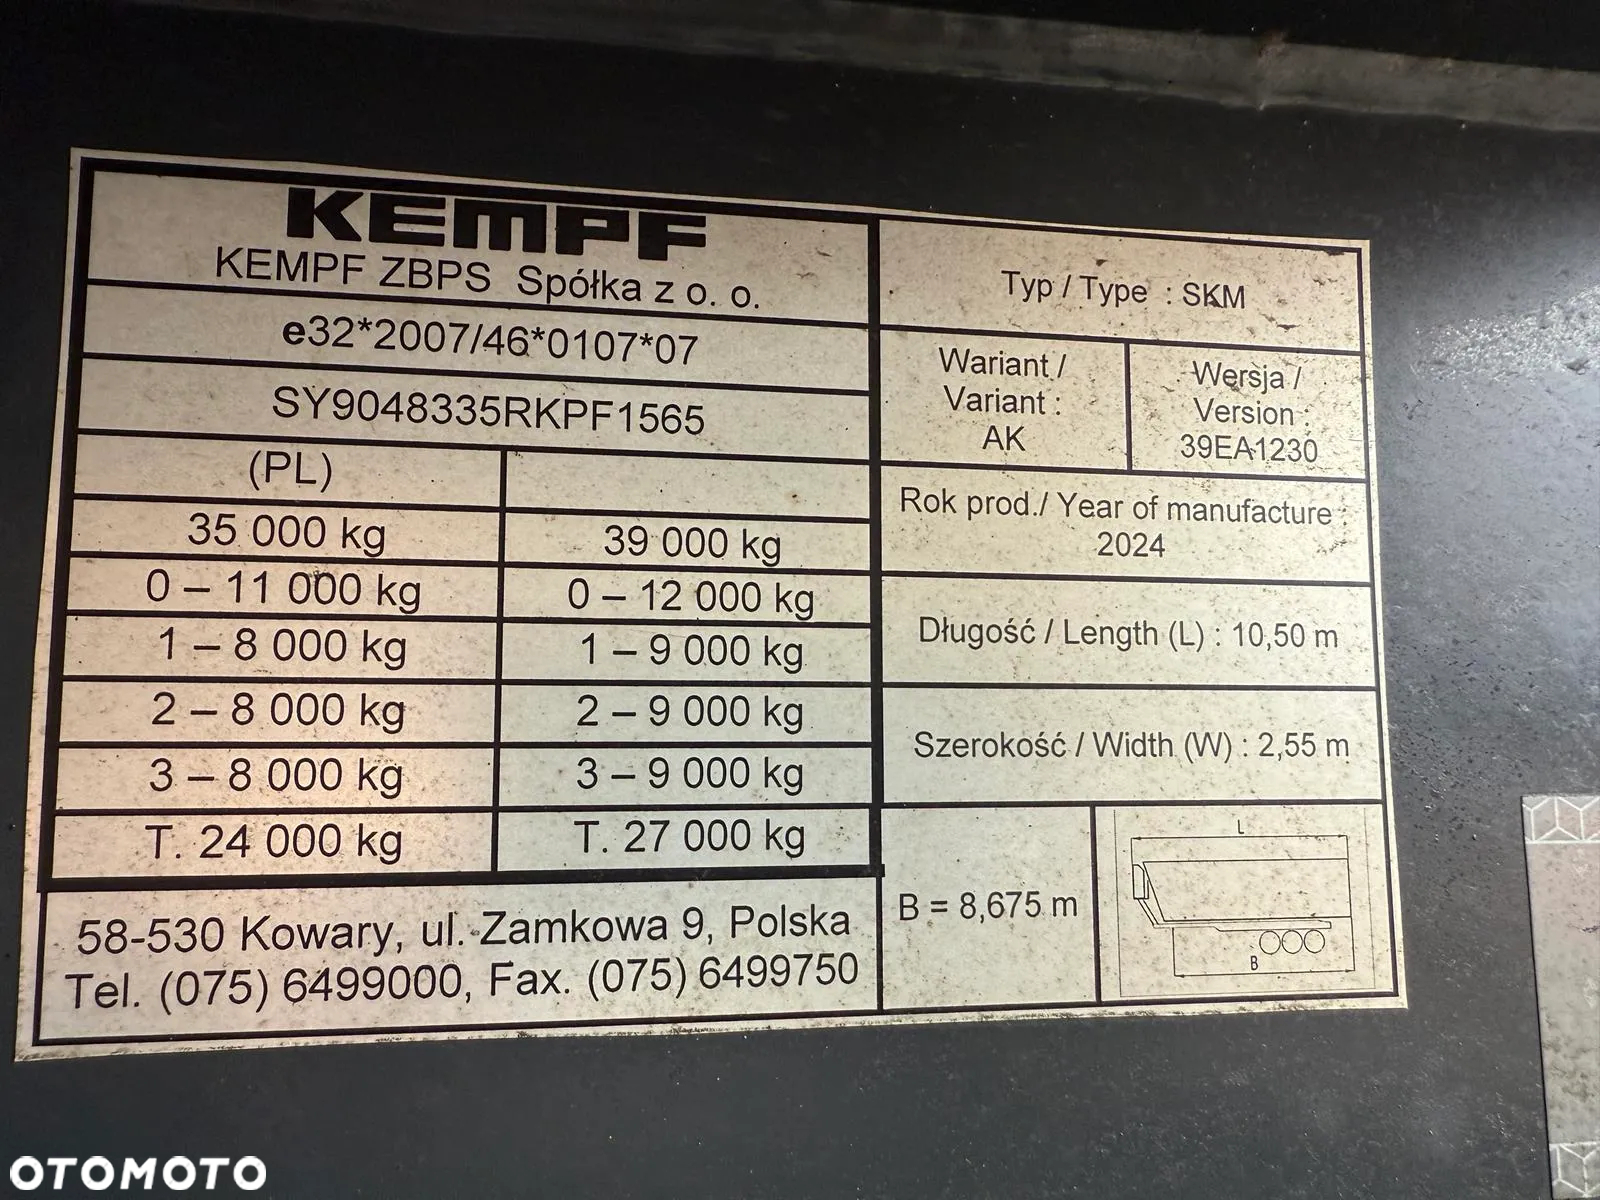 KEMPF
KEMPF ZBPS Spółka z o. o.
e32*2007/46*0107*07
SY9048335RKPF1565
(PL)
35 000 kg 39 000 kg
0 – 11 000 kg 0 – 12 000 kg
1 – 8 000 kg 1 – 9 000 kg
2 – 8 000 kg 2 – 9 000 kg
3 – 8 000 kg 3 – 9 000 kg
T. 24 000 kg T. 27 000 kg
58-530 Kowary, ul. Zamkowa 9, Polska
Tel. (075) 6499000, Fax. (075) 6499750
Typ / Type : SKM
Wariant /
Variant :
AK
Wersja /
Version :
39EA1230
Rok prod./ Year of manufacture :
2024
Długość / Length (L) : 10,50 m
Szerokość / Width (W) : 2,55 m
B = 8,675 m
L
B
OTOMOTO